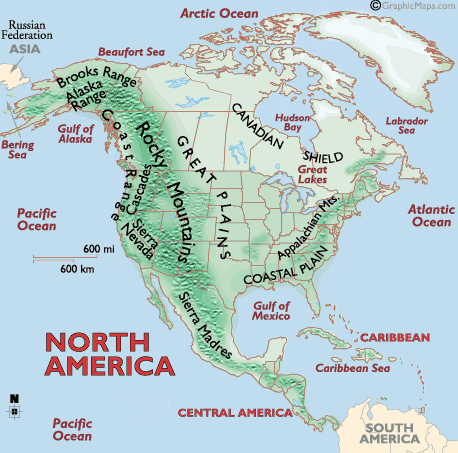 ©GraphicMaps.com
Arctic Ocean
Russian
Federation
ASIA
Beaufort Sea
Brooks Range
Alaska
Range
Bering
Sea
Gulf of
Alaska
Coast Range
Rocky Mountains
GREAT PLAINS
CANADIAN
SHIELD
Hudson
Bay
Labrador
Sea
Great
Lakes
Cascades
Sierra
Nevada
Appalachian Mts.
COASTAL PLAIN
Pacific
Ocean
Atlantic
Ocean
600 mi
600 km
Gulf of
Mexico
Sierra Madres
NORTH
AMERICA
CARIBBEAN
Caribbean Sea
N
CENTRAL AMERICA
Pacific
Ocean
SOUTH
AMERICA